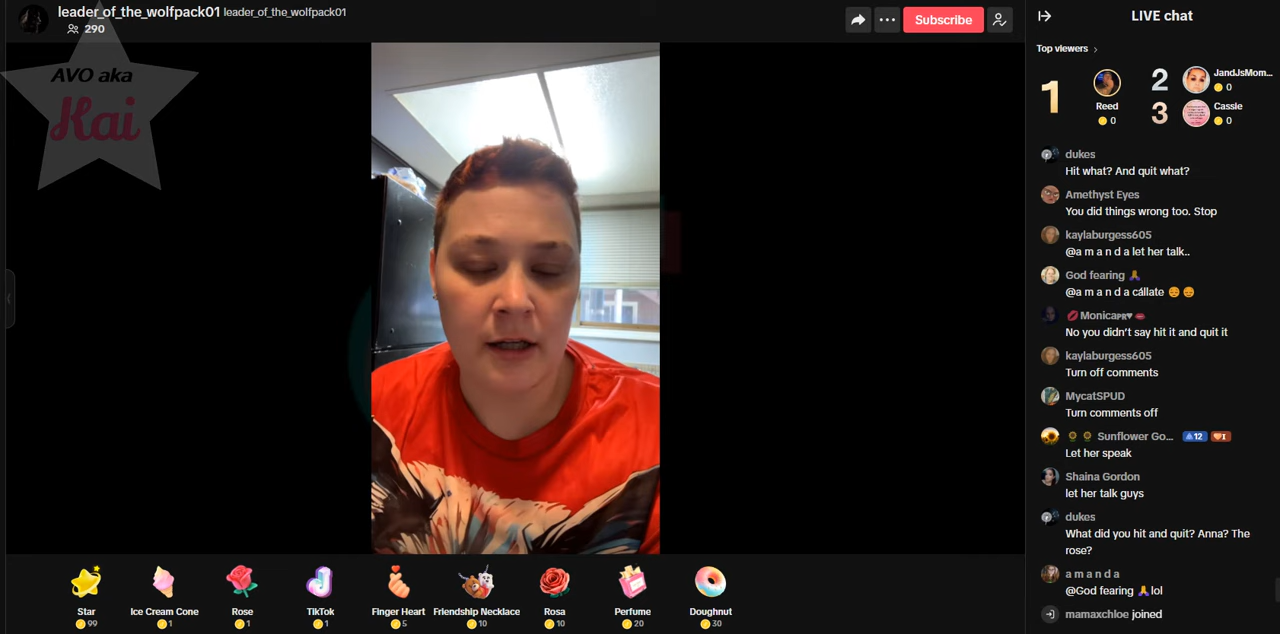 leader_of_the_wolfpack01 leader_of_the_wolfpack01
290
Subscribe
AVO aka
Kai
LIVE chat
Top viewers
1
Reed
0
2
JandJsMom...
0
3
Cassie
0
dukes
Hit what? And quit what?
Amethyst Eyes
You did things wrong too. Stop
kaylaburgess605
@a m a n d a let her talk..
God fearing 🙏
@a m a n d a cállate 😔😔
💋Monicaᴘʀ♥👄
No you didn't say hit it and quit it
kaylaburgess605
Turn off comments
MycatSPUD
Turn comments off
🌻🌻 Sunflower Go... 12 I
Let her speak
Shaina Gordon
let her talk guys
dukes
What did you hit and quit? Anna? The
rose?
a m a n d a
@God fearing 🙏 lol
mamaxchloe joined
Star
99
Ice Cream Cone
1
Rose
1
TikTok
1
Finger Heart
5
Friendship Necklace
10
Rosa
10
Perfume
20
Doughnut
30